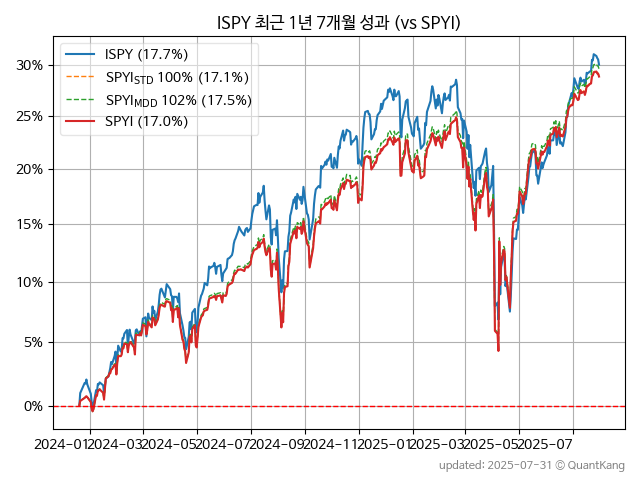 ISPY 최근 1년 7개월 성과 (vs SPYI)
ISPY (17.7%)
SPYI_STD 100% (17.1%)
SPYI_MDD 102% (17.5%)
SPYI (17.0%)
30%
25%
20%
15%
10%
5%
0%
2024-01 2024-03 2024-05 2024-07 2024-09 2024-11 2025-01 2025-03 2025-05 2025-07
updated: 2025-07-31 © QuantKang